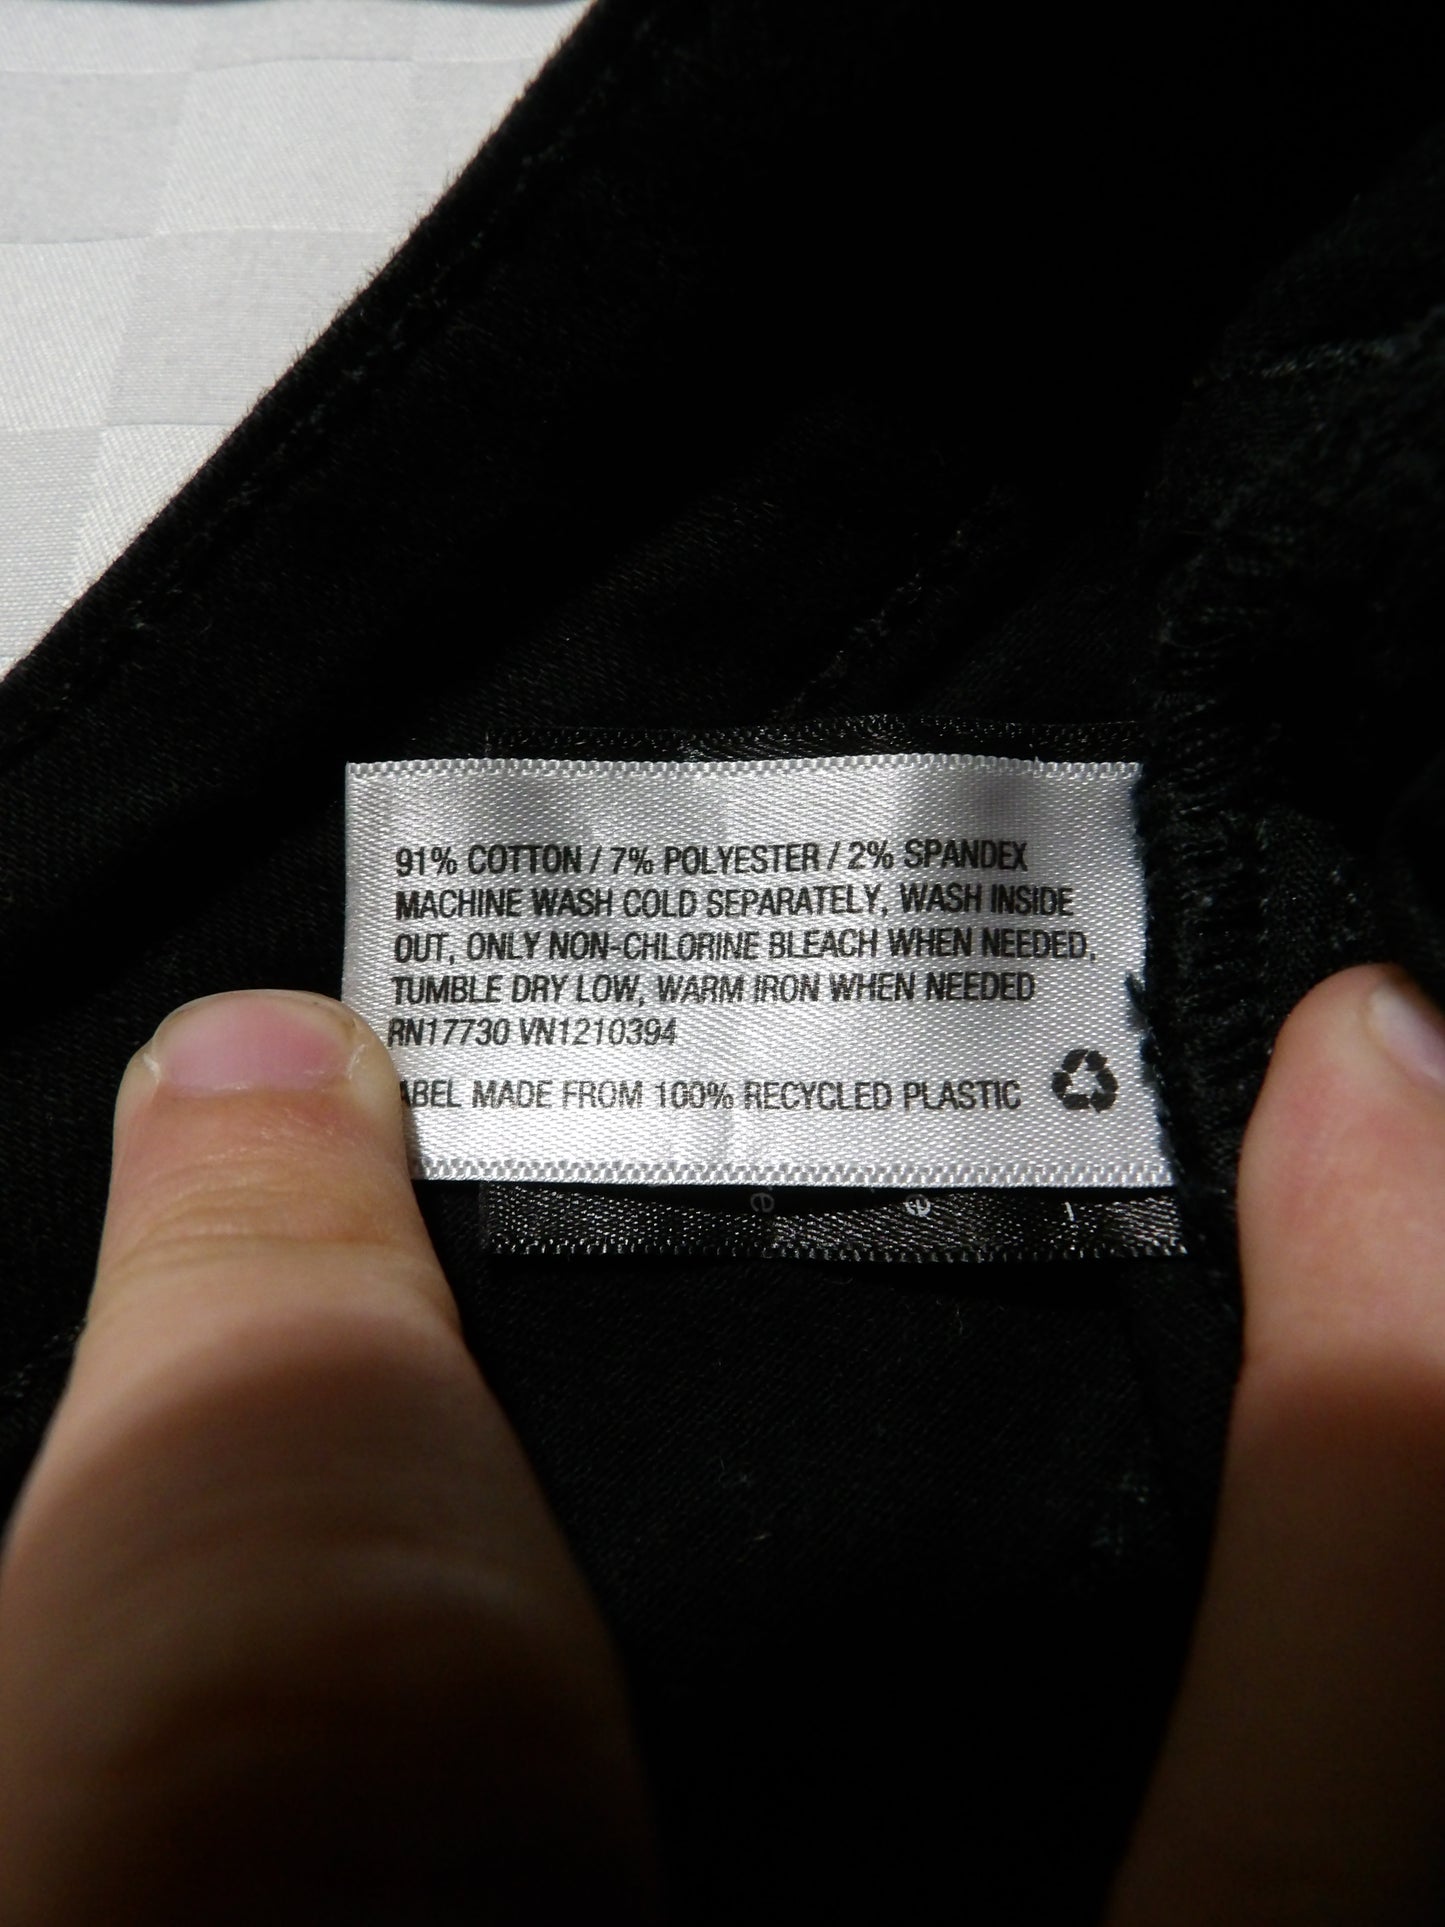 91% COTTON / 7% POLYESTER / 2% SPANDEX
MACHINE WASH COLD SEPARATELY, WASH INSIDE
OUT, ONLY NON-CHLORINE BLEACH WHEN NEEDED,
TUMBLE DRY LOW, WARM IRON WHEN NEEDED
RN17730 VN1210394
ABEL MADE FROM 100% RECYCLED PLASTIC